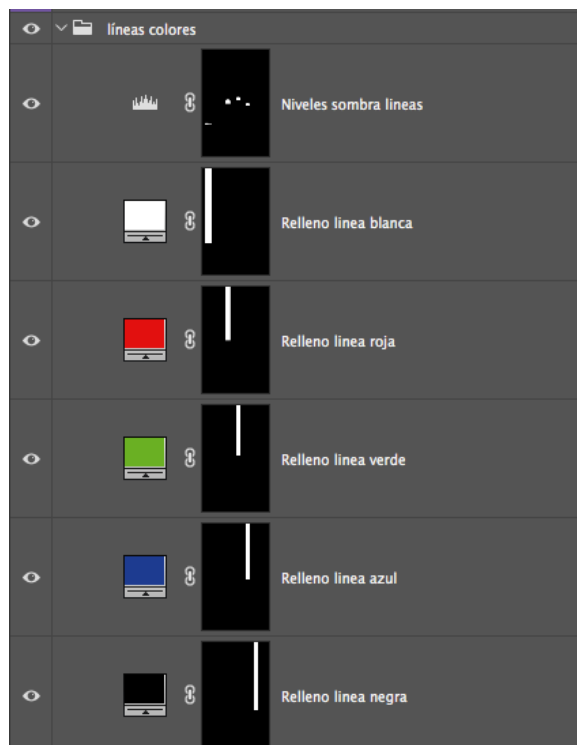 líneas colores
Niveles sombra lineas
Relleno linea blanca
Relleno linea roja
Relleno linea verde
Relleno linea azul
Relleno linea negra